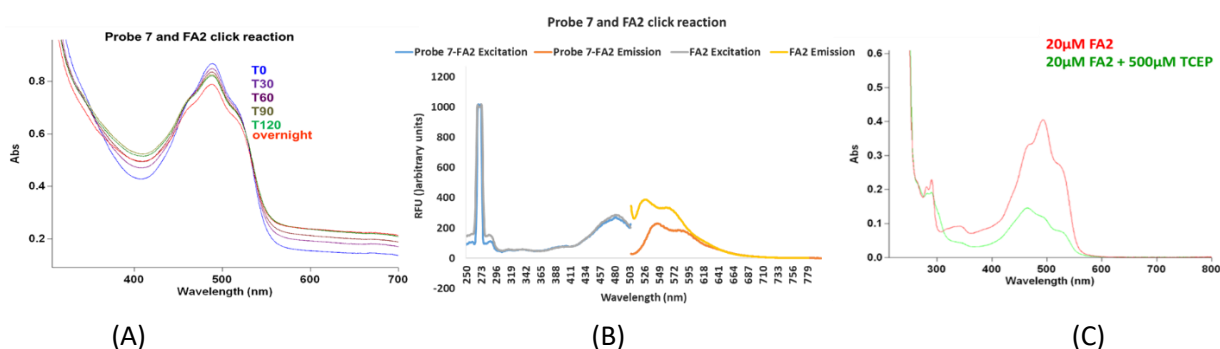 Probe 7 and FA2 click reaction
T0
T30
T60
T90
T120
overnight
0.8
0.6
0.4
0.2
Abs
400 500 600 700
Wavelength (nm)
(A)
Probe 7 and FA2 click reaction
Probe 7-FA2 Excitation Probe 7-FA2 Emission FA2 Excitation FA2 Emission
1200
1000
800
600
400
200
0
-200
RFU ()arbitrary units)
250 273 296 319 342 365 388 411 434 457 480 503 526 549 572 595 618 641 664 687 710 733 756 779
Wavelength (nm)
(B)
20µM FA2
20µM FA2 + 500µM TCEP
0.6
0.5
0.4
0.3
0.2
0.1
0.0
Abs
300 400 500 600 700 800
Wavelength (nm)
(C)